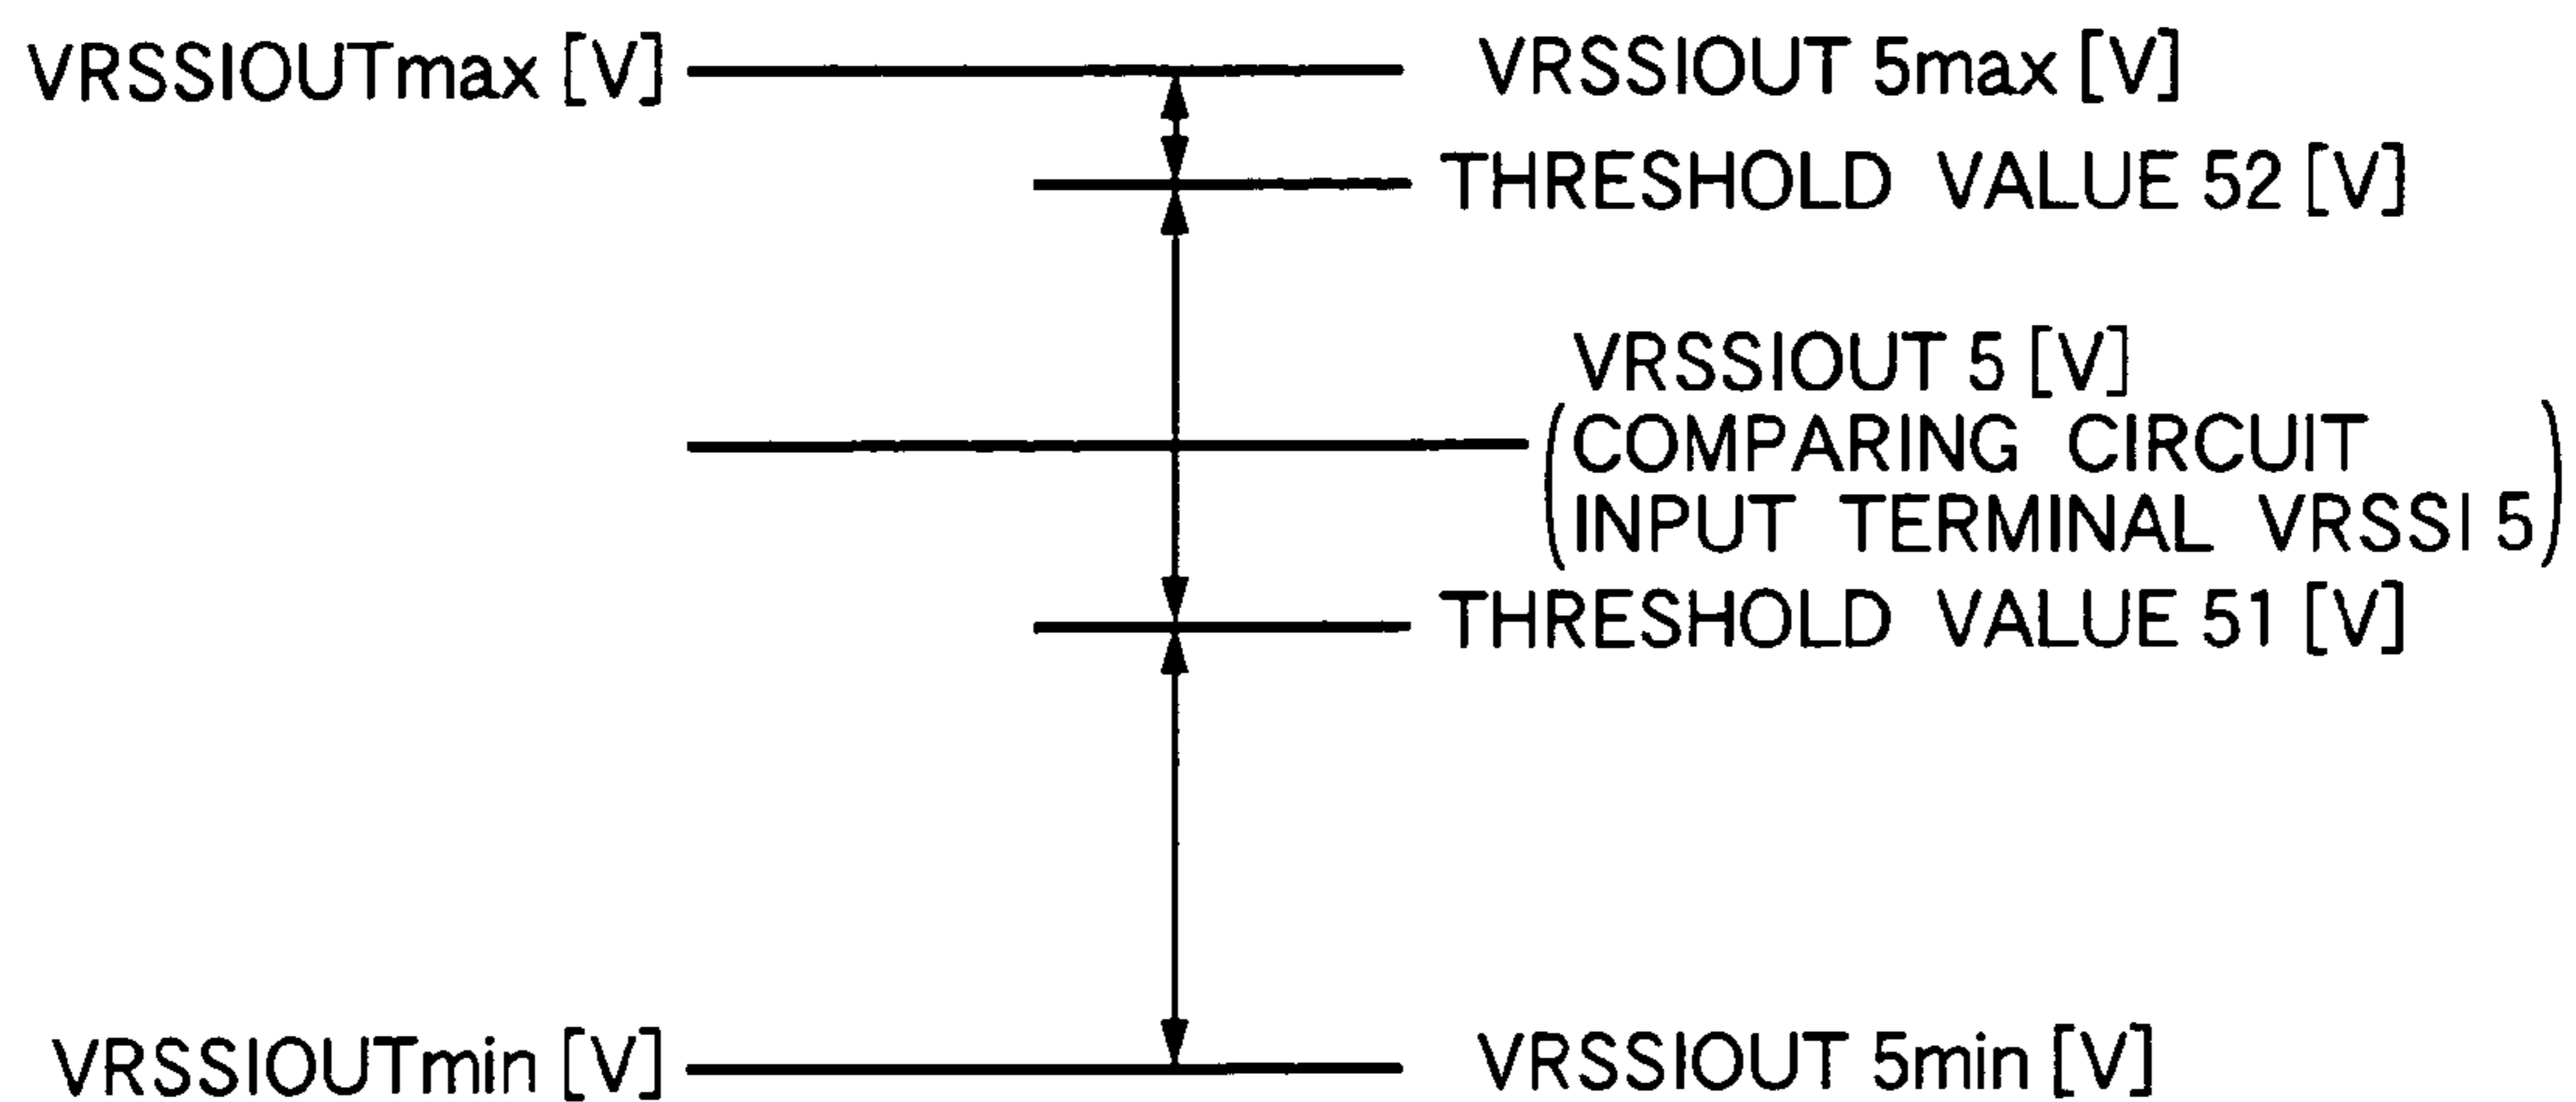 VRSSIOUTmax [V]
VRSSIOUT 5max [V]
THRESHOLD VALUE 52 [V]
VRSSIOUT 5 [V]
(COMPARING CIRCUIT
INPUT TERMINAL VRSSI 5)
THRESHOLD VALUE 51 [V]
VRSSIOUTmin [V]
VRSSIOUT 5min [V]